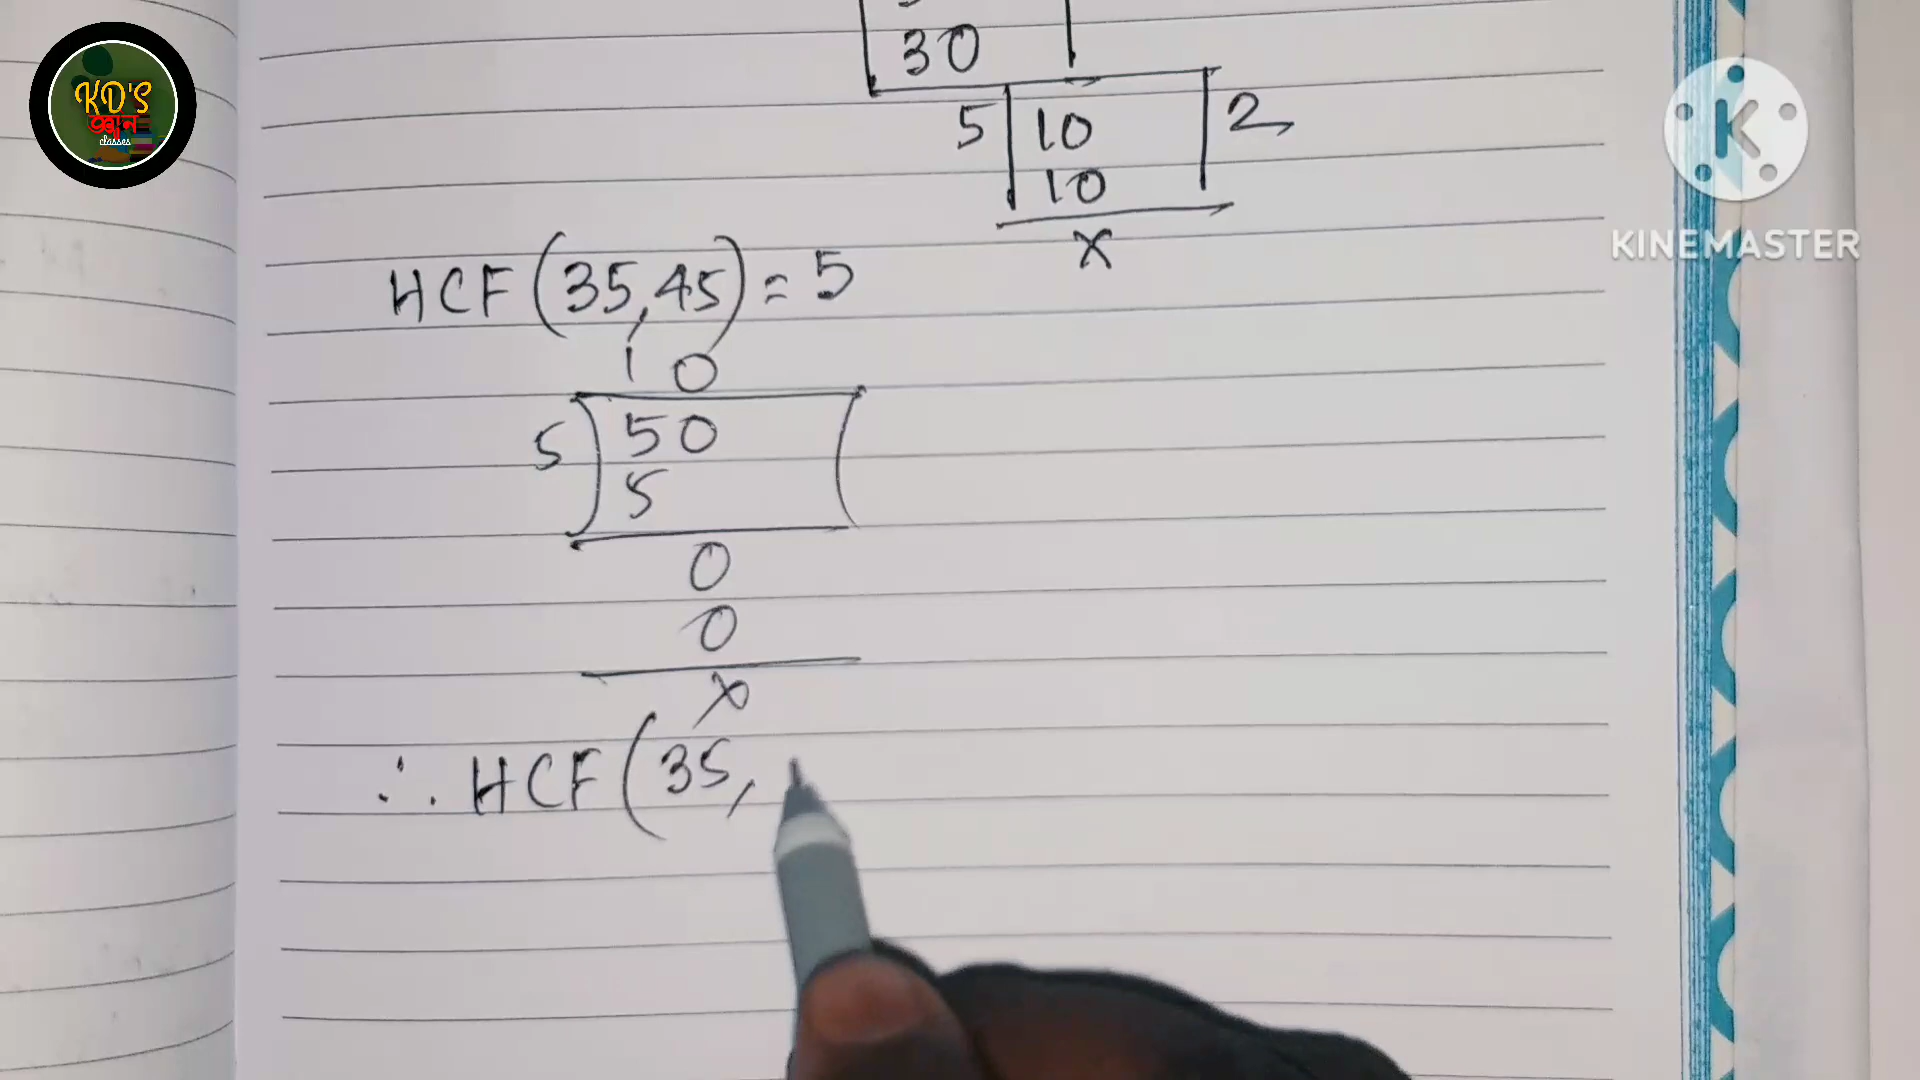 KD'S
জ্ঞান
classes
KINEMASTER
30
5 10 2
10
x
HCF (35, 45) = 5
10
5) 50 (
5
0
0
x
∴ HCF (35,